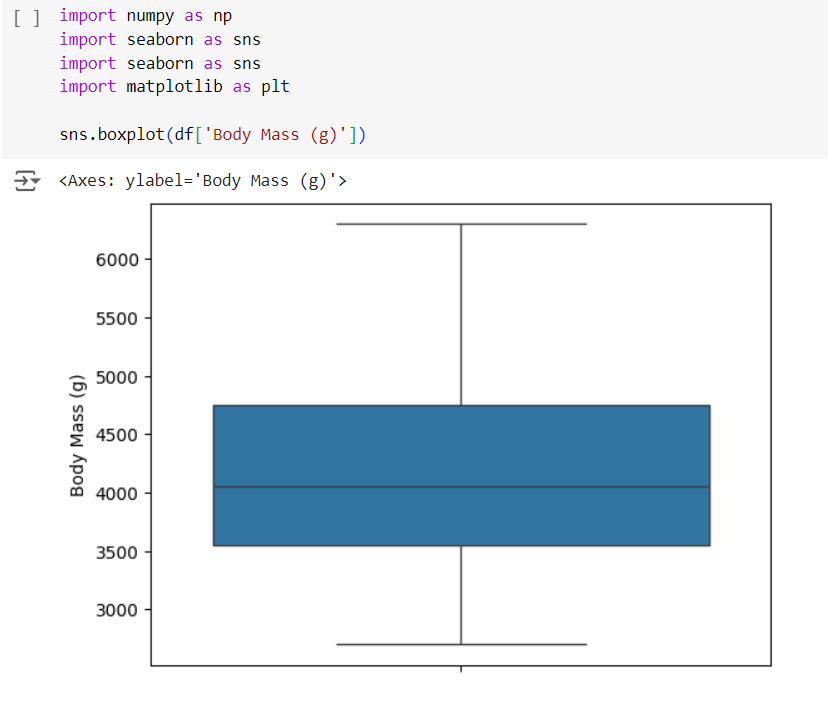 [ ] import numpy as np
import seaborn as sns
import seaborn as sns
import matplotlib as plt
sns.boxplot(df['Body Mass (g)'])
<Axes: ylabel='Body Mass (g)'>
6000
5500
5000
4500
4000
3500
3000
Body Mass (g)